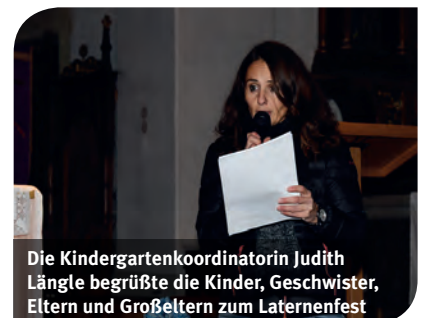 Die Kindergartenkoordinatorin Judith
Längle begrüßte die Kinder, Geschwister,
Eltern und Großeltern zum Laternenfest